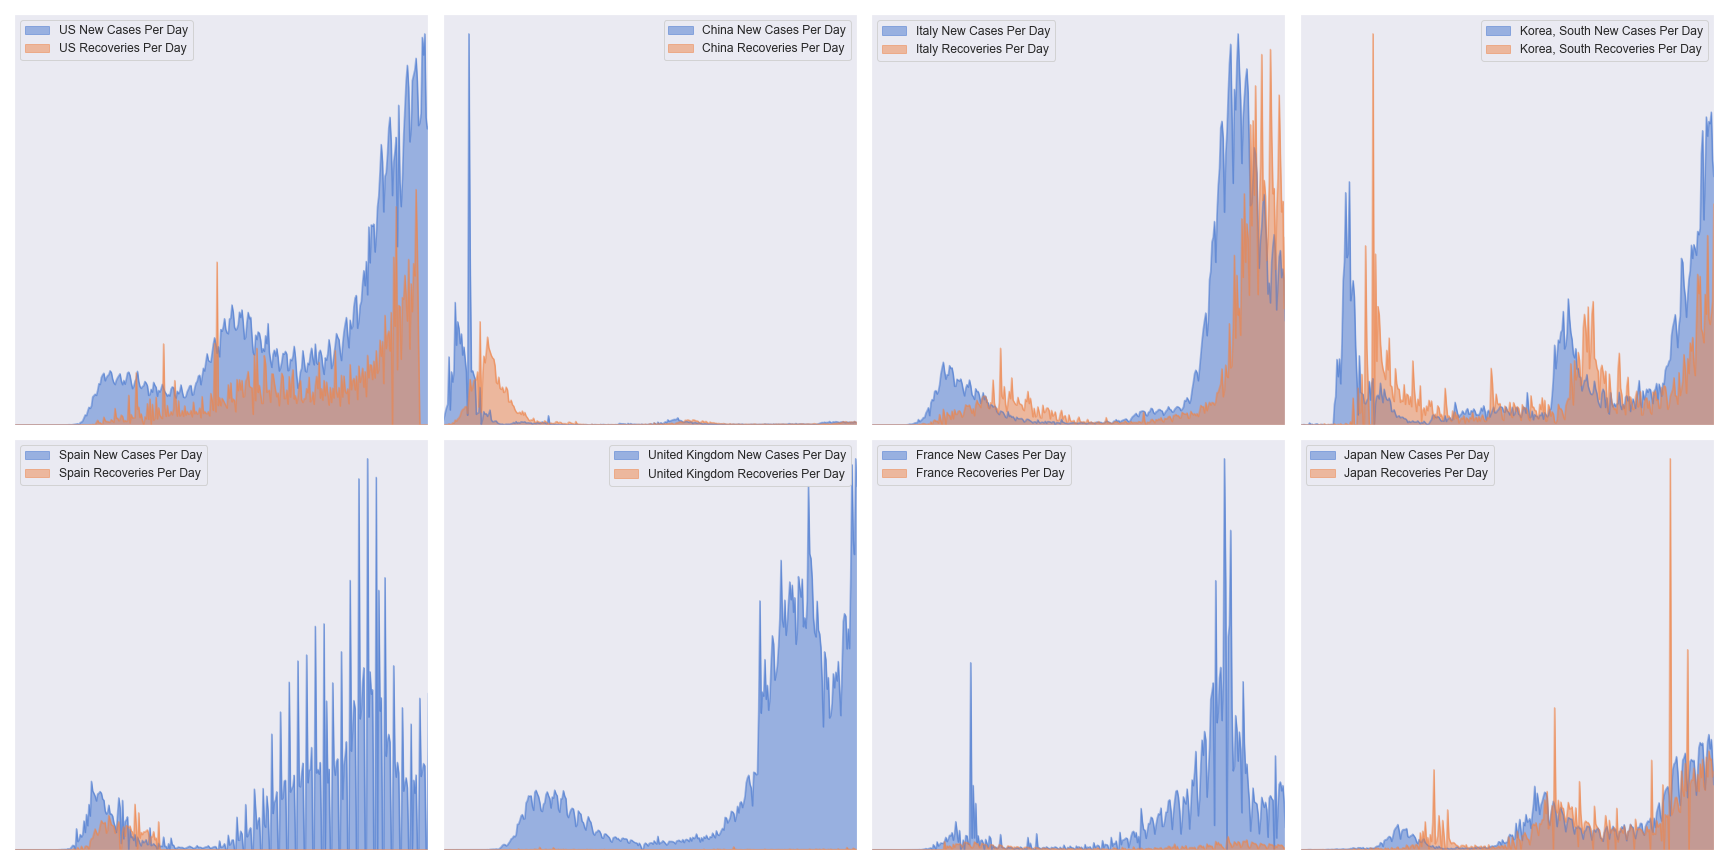 US New Cases Per Day
US Recoveries Per Day
China New Cases Per Day
China Recoveries Per Day
Italy New Cases Per Day
Italy Recoveries Per Day
Korea, South New Cases Per Day
Korea, South Recoveries Per Day
Spain New Cases Per Day
Spain Recoveries Per Day
United Kingdom New Cases Per Day
United Kingdom Recoveries Per Day
France New Cases Per Day
France Recoveries Per Day
Japan New Cases Per Day
Japan Recoveries Per Day